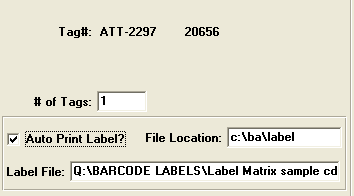 Tag#: ATT-2297 20656
# of Tags: 1
Auto Print Label? File Location: c:\ba\label
Label File: Q:\BARCODE LABELS\Label Matrix sample cd